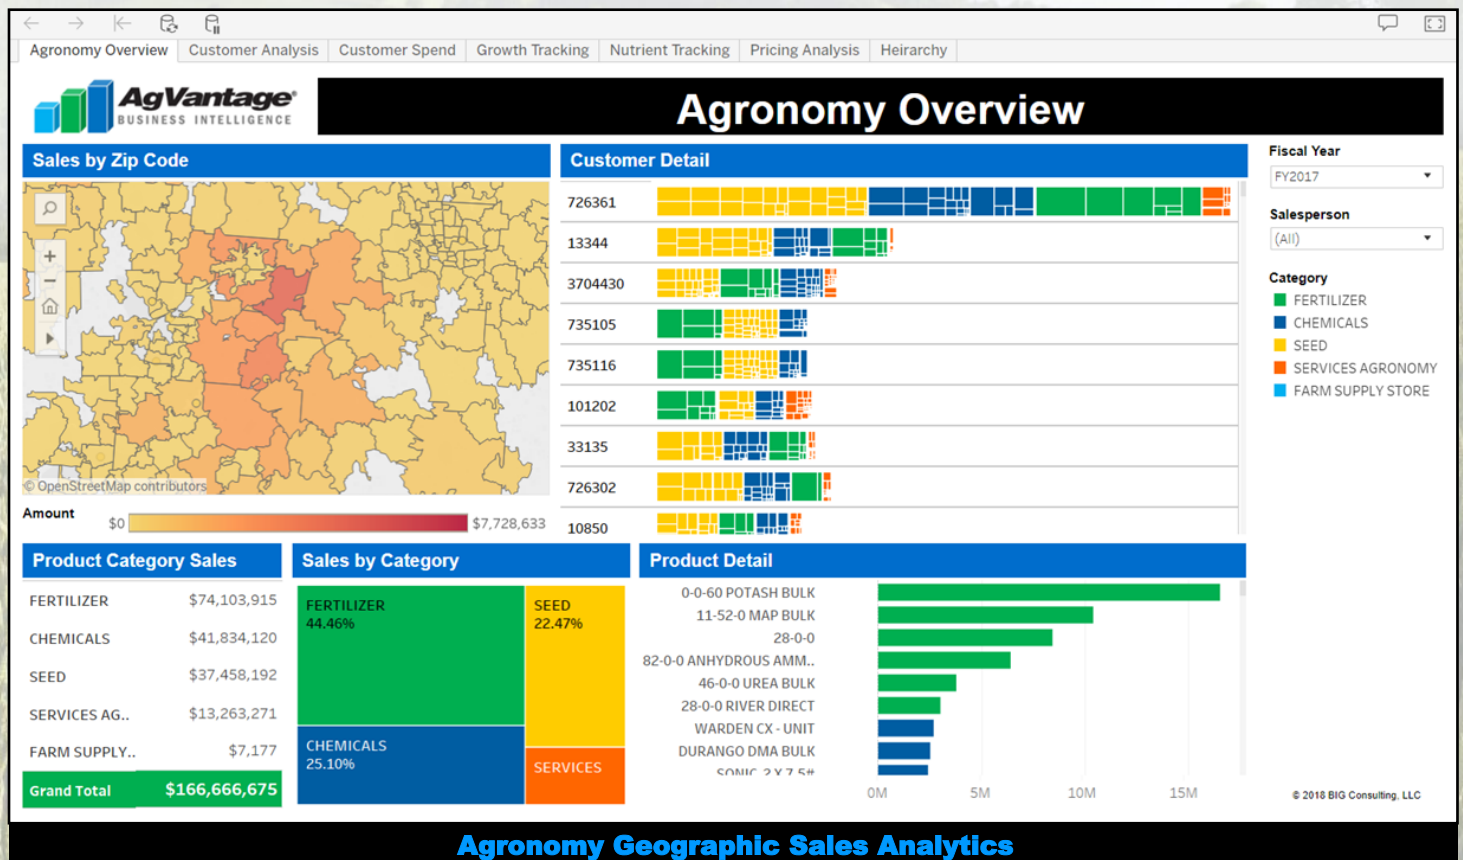 Agronomy Overview Customer Analysis Customer Spend Growth Tracking Nutrient Tracking Pricing Analysis Heirarchy
AgVantage®
BUSINESS INTELLIGENCE
Agronomy Overview
Sales by Zip Code
© OpenStreetMap contributors
Amount
$0 $7,728,633
Customer Detail
726361
13344
3704430
735105
735116
101202
33135
726302
10850
Fiscal Year
FY2017
Salesperson
(All)
Category
FERTILIZER
CHEMICALS
SEED
SERVICES AGRONOMY
FARM SUPPLY STORE
Product Category Sales
FERTILIZER $74,103,915
CHEMICALS $41,834,120
SEED $37,458,192
SERVICES AG.. $13,263,271
FARM SUPPLY.. $7,177
Grand Total $166,666,675
Sales by Category
FERTILIZER
44.46%
SEED
22.47%
CHEMICALS
25.10%
SERVICES
Product Detail
0-0-60 POTASH BULK
11-52-0 MAP BULK
28-0-0
82-0-0 ANHYDROUS AMM..
46-0-0 UREA BULK
28-0-0 RIVER DIRECT
WARDEN CX - UNIT
DURANGO DMA BULK
SONIC 2 X 7.5#
0M 5M 10M 15M
© 2018 BIG Consulting, LLC
Agronomy Geographic Sales Analytics